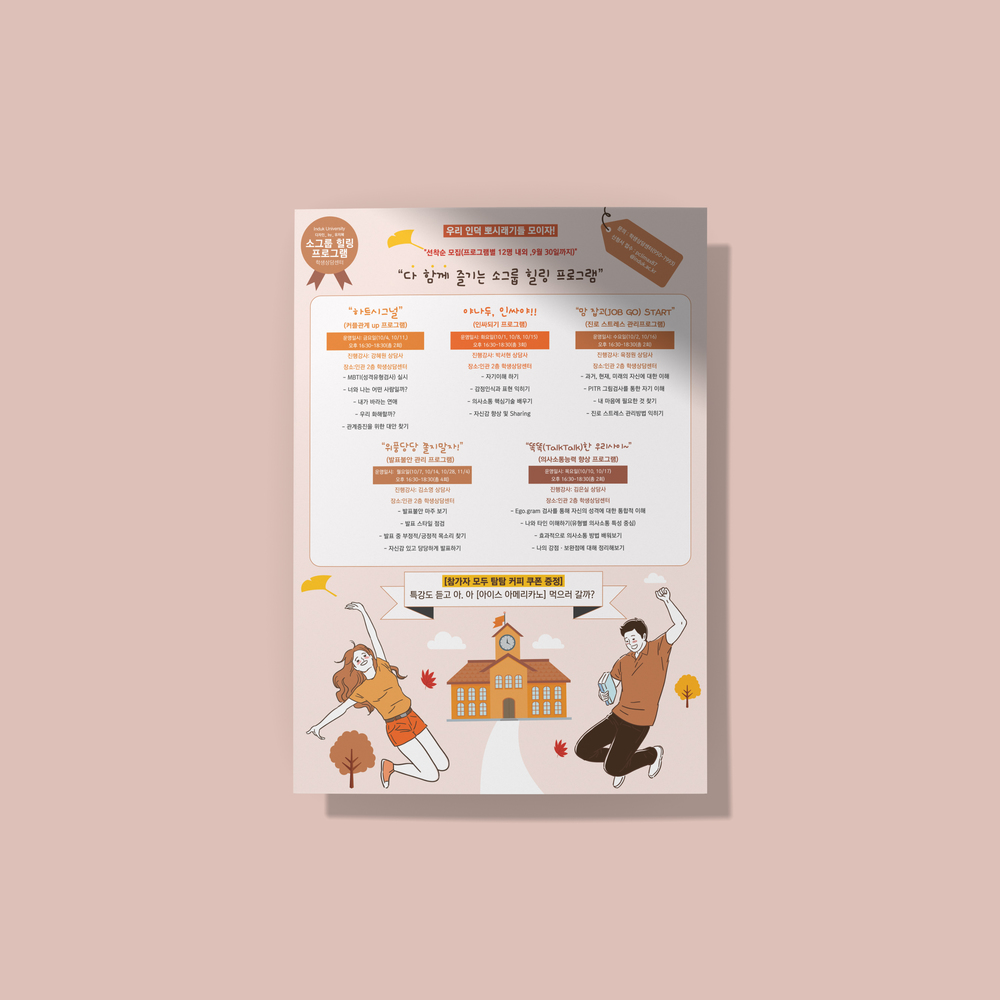 Induk University
소그룹 힐링
프로그램
학생상담센터
우리 인덕 뽀시래기들 모이자!
"선착순 모집(프로그램별 12명 내외 ,9월 30일까지)"
"다 함께 즐기는 소그룹 힐링 프로그램"
"하트시그널"
(커플관계 up 프로그램)
운영일시: 금요일(10/4, 10/11,)
오후 16:30~18:30(총 2회)
진행강사: 강혜원 상담사
장소:인관 2층 학생상담센터
- MBTI(성격유형검사) 실시
- 너와 나는 어떤 사람일까?
- 내가 바라는 연애
- 우리 화해할까?
- 관계증진을 위한 대안 찾기
야나두, 인싸야!!
(인싸되기 프로그램)
운영일시: 화요일(10/1, 10/8, 10/15)
오후 16:30~18:30(총 3회)
진행강사: 박서현 상담사
장소:인관 2층 학생상담센터
- 자기이해 하기
- 감정인식과 표현 익히기
- 의사소통 핵심기술 배우기
- 자신감 향상 및 Sharing
"맘 잡고(JOB GO) START"
(진로 스트레스 관리프로그램)
운영일시: 수요일(10/2, 10/16)
오후 16:30~18:30(총 2회)
진행강사: 육정원 상담사
장소:인관 2층 학생상담센터
- 과거, 현재, 미래의 자신에 대한 이해
- PITR 그림검사를 통한 자기 이해
- 내 마음에 필요한 것 찾기
- 진로 스트레스 관리방법 익히기
"위풍당당 쫄지말자!"
(발표불안 관리 프로그램)
운영일시: 월요일(10/7, 10/14, 10/28, 11/4)
오후 16:30~18:30(총 4회)
진행강사: 김소영 상담사
장소:인관 2층 학생상담센터
- 발표불안 마주 보기
- 발표 스타일 점검
- 발표 중 부정적/긍정적 목소리 찾기
- 자신감 있고 당당하게 발표하기
"똑똑(TalkTalk)한 우리사이~"
(의사소통능력 향상 프로그램)
운영일시: 목요일(10/10, 10/17)
오후 16:30~18:30(총 2회)
진행강사: 김은실 상담사
장소:인관 2층 학생상담센터
- Ego.gram 검사를 통해 자신의 성격에 대한 통합적 이해
- 나와 타인 이해하기(유형별 의사소통 특성 중심)
- 효과적으로 의사소통 방법 배워보기
- 나의 강점 · 보완점에 대해 정리해보기
[참가자 모두 탐탐 커피 쿠폰 증정]
특강도 듣고 아, 아 [아이스 아메리카노] 먹으러 갈까?